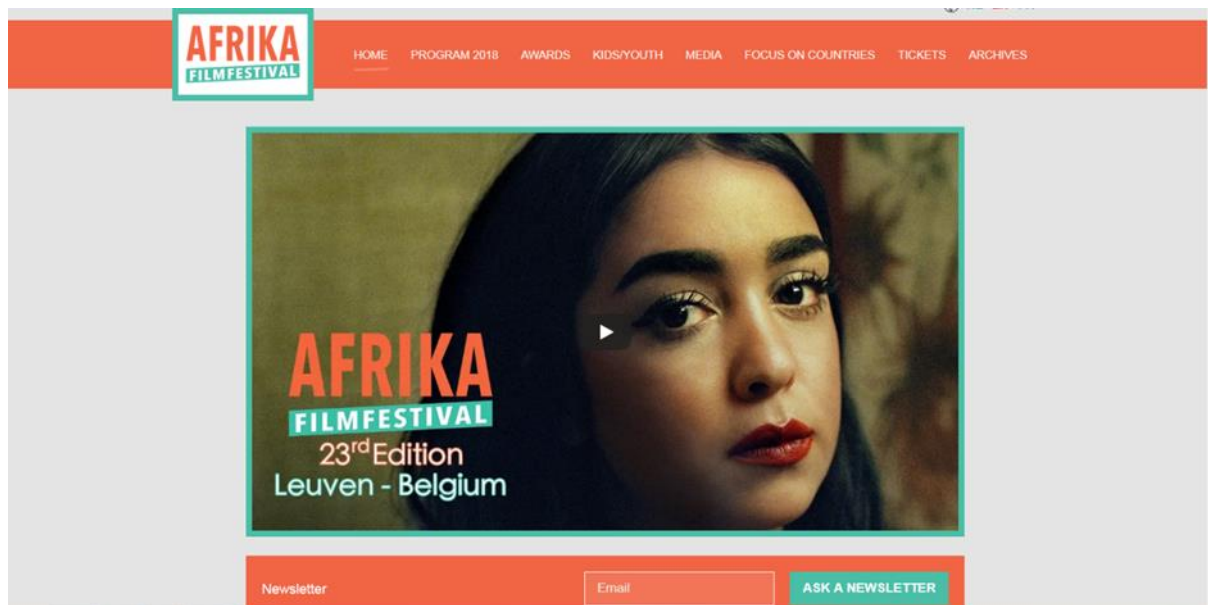 AFRIKA
FILMFESTIVAL
HOME PROGRAM 2018 AWARDS KIDS/YOUTH MEDIA FOCUS ON COUNTRIES TICKETS ARCHIVES
AFRIKA
FILMFESTIVAL
23rd Edition
Leuven - Belgium
Newsletter Email ASK A NEWSLETTER